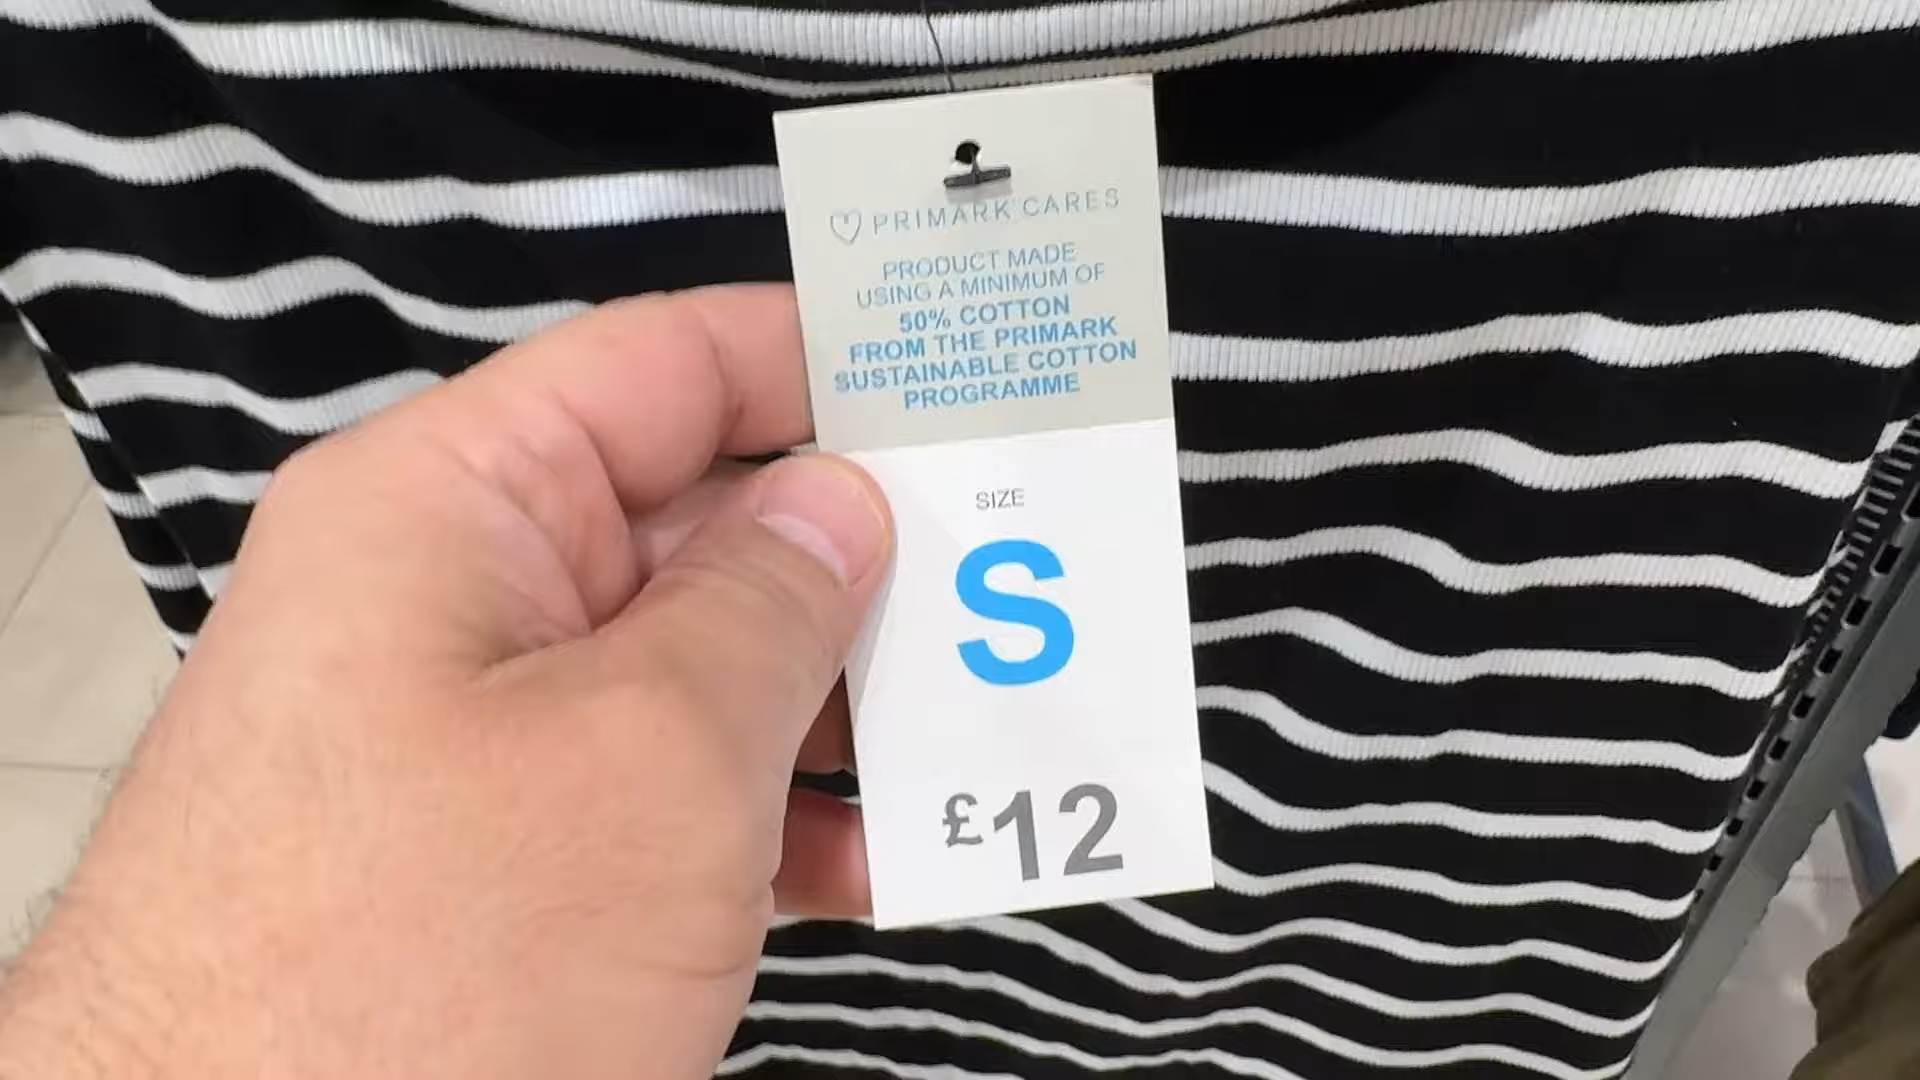 PRIMARK CARES
PRODUCT MADE
USING A MINIMUM OF
50% COTTON
FROM THE PRIMARK
SUSTAINABLE COTTON
PROGRAMME
SIZE
S
£12